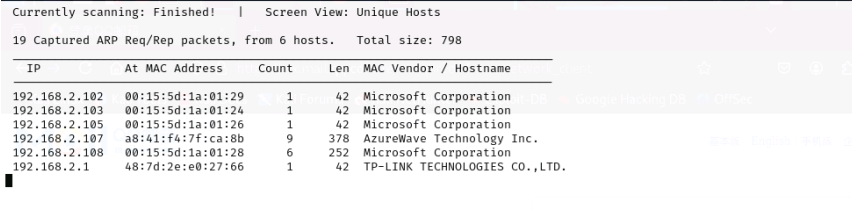 Currently scanning: Finished! | Screen View: Unique Hosts
19 Captured ARP Req/Rep packets, from 6 hosts. Total size: 798
IP At MAC Address Count Len MAC Vendor / Hostname
192.168.2.102 00:15:5d:1a:01:29 1 42 Microsoft Corporation
192.168.2.103 00:15:5d:1a:01:24 1 42 Microsoft Corporation
192.168.2.105 00:15:5d:1a:01:26 1 42 Microsoft Corporation
192.168.2.107 a8:41:f4:7f:ca:8b 9 378 AzureWave Technology Inc.
192.168.2.108 00:15:5d:1a:01:28 6 252 Microsoft Corporation
192.168.2.1 48:7d:2e:e0:27:66 1 42 TP-LINK TECHNOLOGIES CO.,LTD.
Google Hacking DB
OffSec